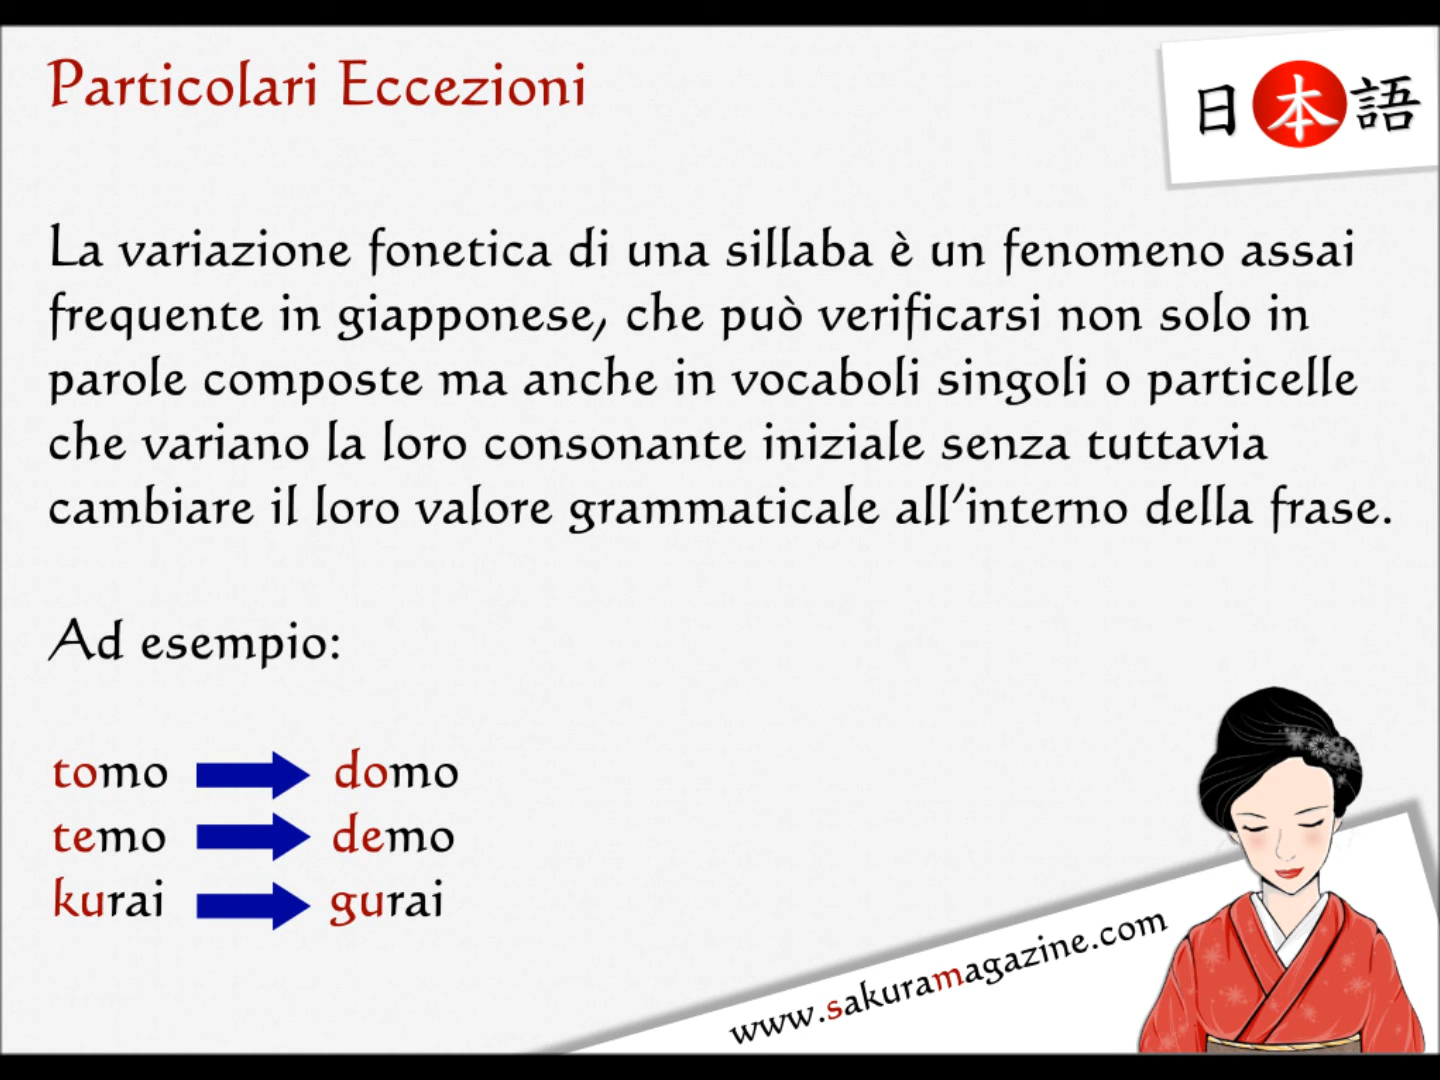 Particolari Eccezioni
日本語
La variazione fonetica di una sillaba è un fenomeno assai
frequente in giapponese, che può verificarsi non solo in
parole composte ma anche in vocaboli singoli o particelle
che variano la loro consonante iniziale senza tuttavia
cambiare il loro valore grammaticale all'interno della frase.
Ad esempio:
tomo domo
temo demo
kurai gurai
www.sakuramagazine.com